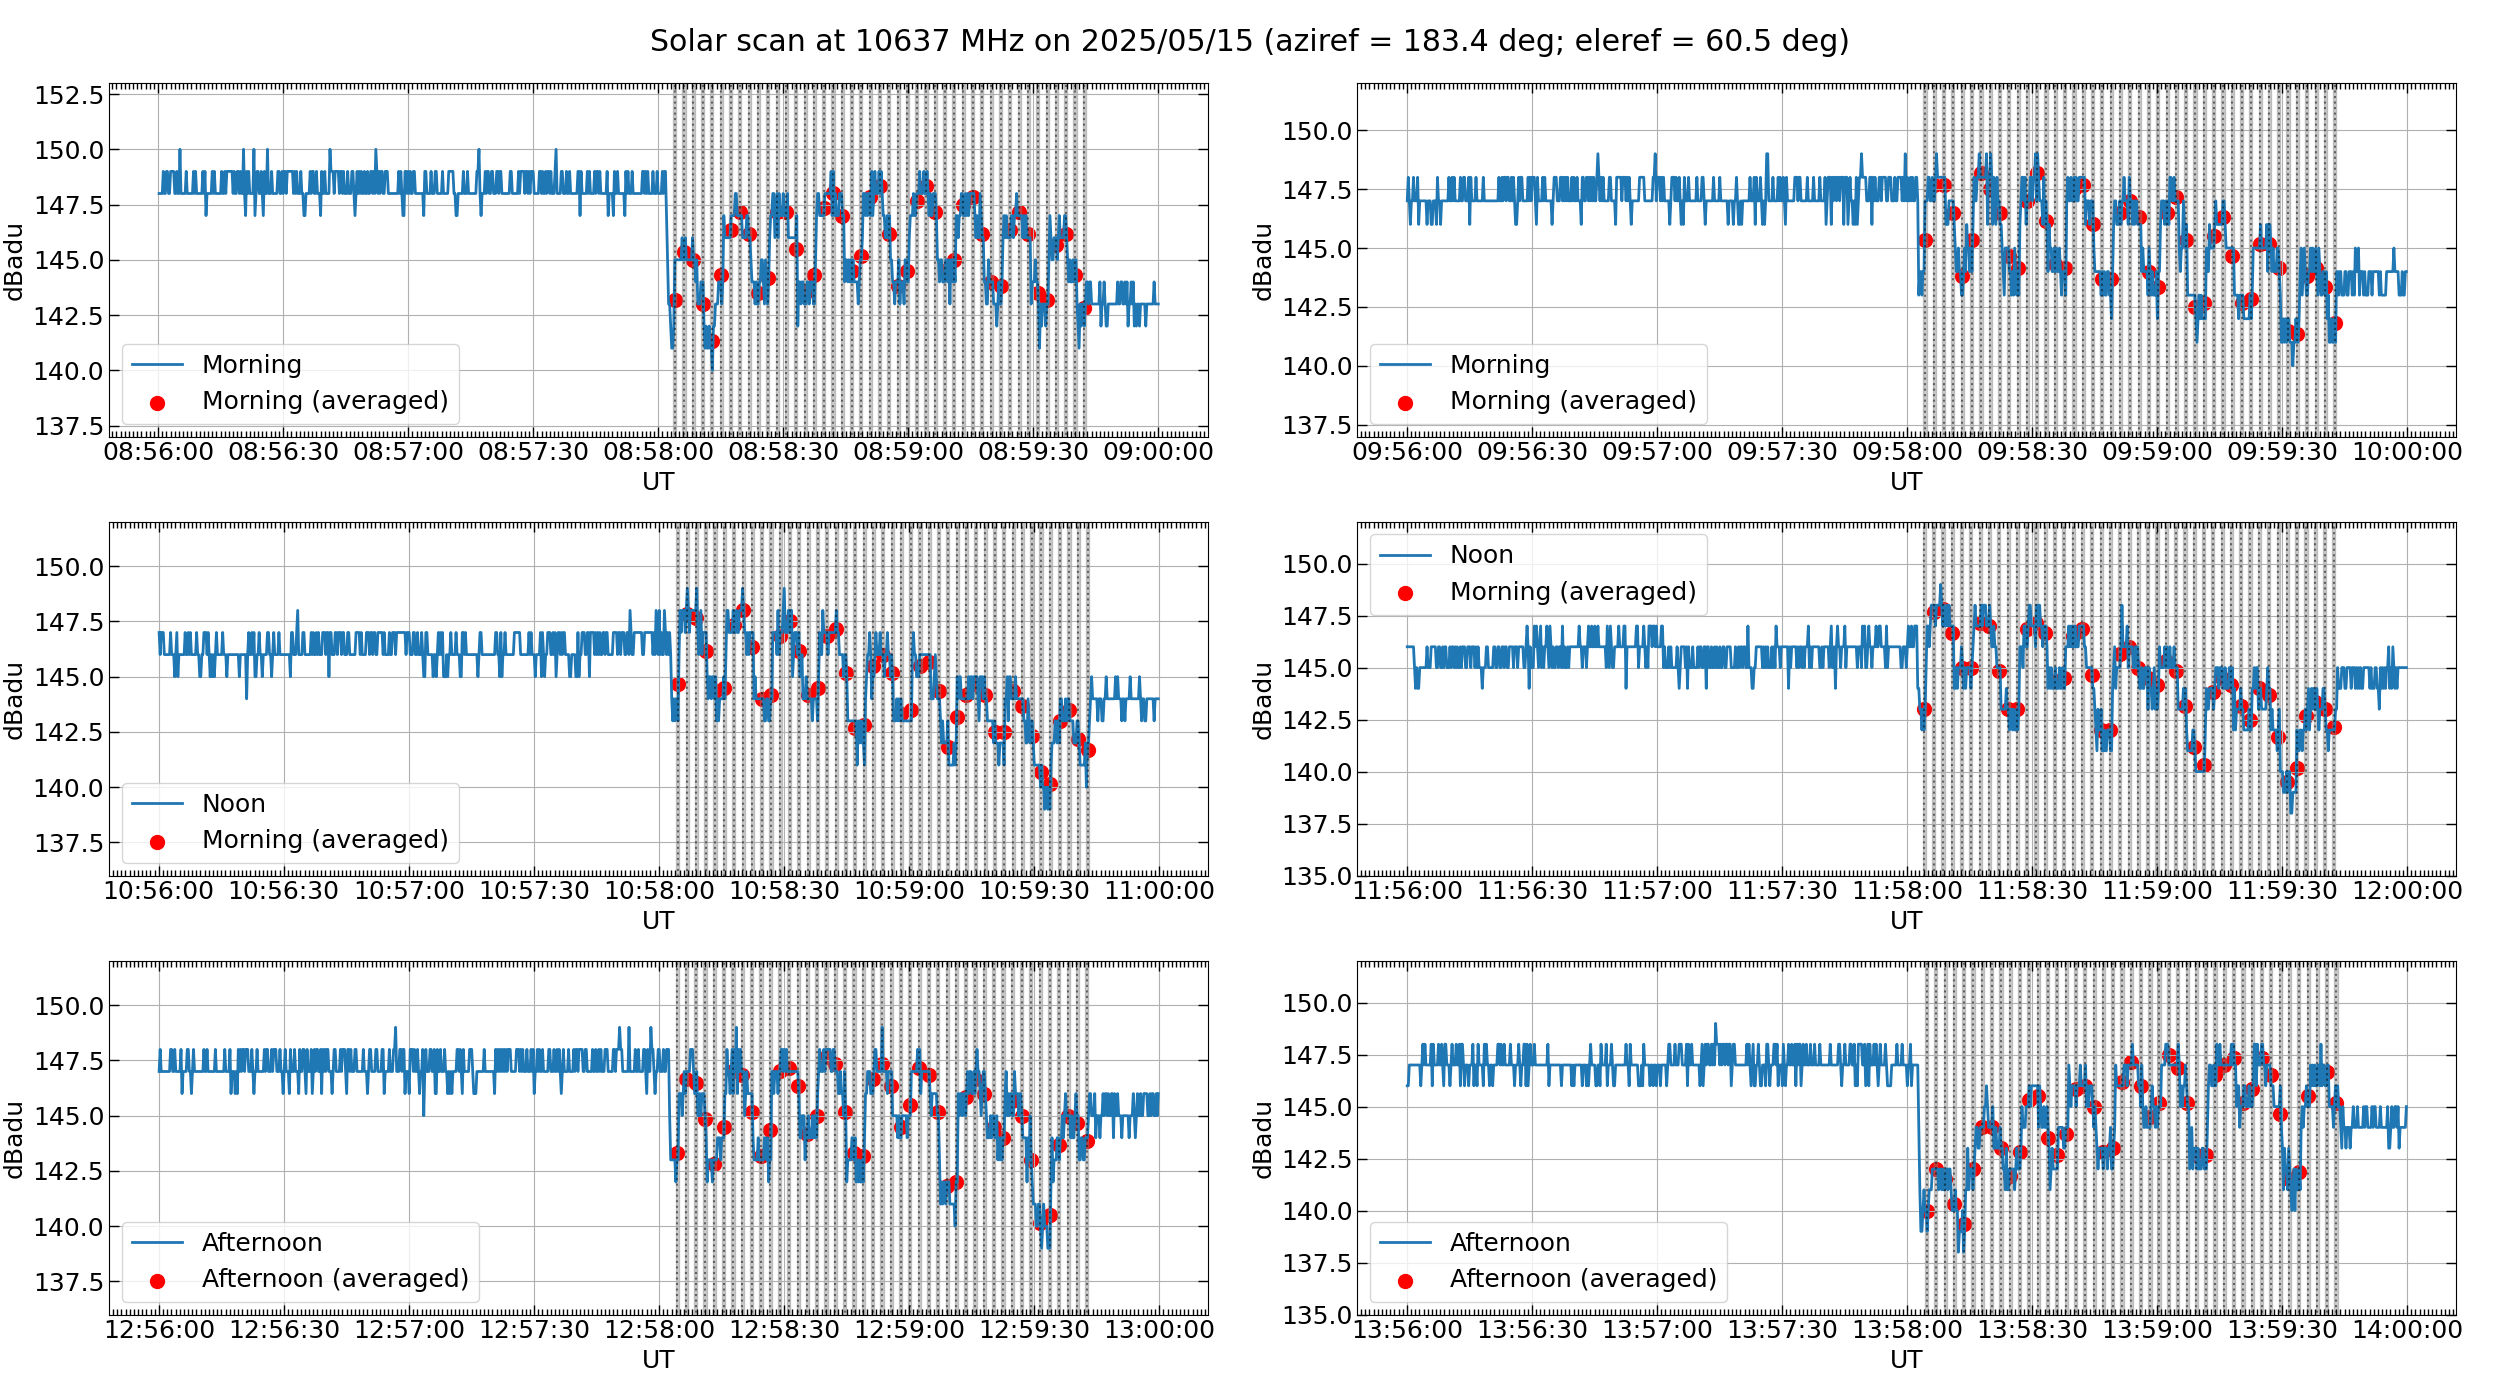 Solar scan at 10637 MHz on 2025/05/15 (aziref = 183.4 deg; eleref = 60.5 deg)
152.5
150.0
147.5
145.0
142.5
140.0
137.5
dBadu
Morning
Morning (averaged)
08:56:00 08:56:30 08:57:00 08:57:30 08:58:00 08:58:30 08:59:00 08:59:30 09:00:00
UT
150.0
147.5
145.0
142.5
140.0
137.5
dBadu
Morning
Morning (averaged)
09:56:00 09:56:30 09:57:00 09:57:30 09:58:00 09:58:30 09:59:00 09:59:30 10:00:00
UT
150.0
147.5
145.0
142.5
140.0
137.5
dBadu
Noon
Morning (averaged)
10:56:00 10:56:30 10:57:00 10:57:30 10:58:00 10:58:30 10:59:00 10:59:30 11:00:00
UT
150.0
147.5
145.0
142.5
140.0
137.5
135.0
dBadu
Noon
Morning (averaged)
11:56:00 11:56:30 11:57:00 11:57:30 11:58:00 11:58:30 11:59:00 11:59:30 12:00:00
UT
150.0
147.5
145.0
142.5
140.0
137.5
dBadu
Afternoon
Afternoon (averaged)
12:56:00 12:56:30 12:57:00 12:57:30 12:58:00 12:58:30 12:59:00 12:59:30 13:00:00
UT
150.0
147.5
145.0
142.5
140.0
137.5
135.0
dBadu
Afternoon
Afternoon (averaged)
13:56:00 13:56:30 13:57:00 13:57:30 13:58:00 13:58:30 13:59:00 13:59:30 14:00:00
UT